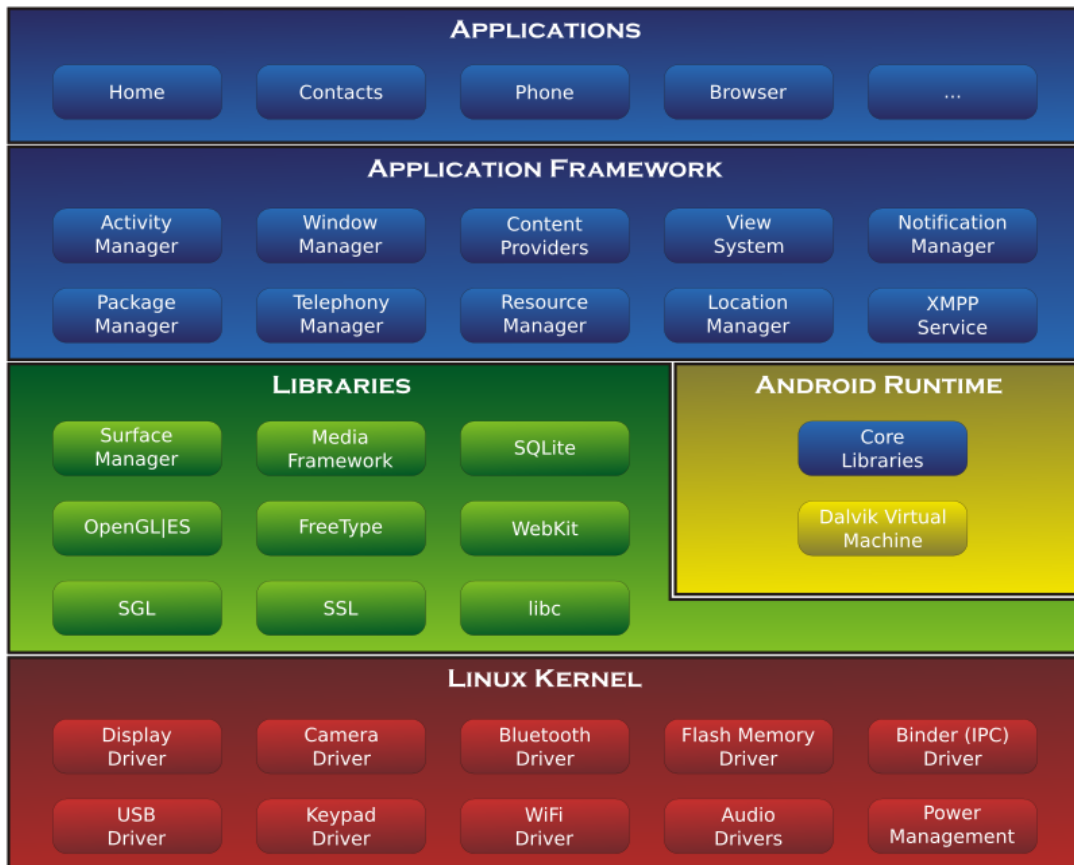 APPLICATIONS
Home
Contacts
Phone
Browser
...
APPLICATION FRAMEWORK
Activity
Manager
Window
Manager
Content
Providers
View
System
Notification
Manager
Package
Manager
Telephony
Manager
Resource
Manager
Location
Manager
XMPP
Service
LIBRARIES
Surface
Manager
Media
Framework
SQLite
OpenGL|ES
FreeType
WebKit
SGL
SSL
libc
ANDROID RUNTIME
Core
Libraries
Dalvik Virtual
Machine
LINUX KERNEL
Display
Driver
Camera
Driver
Bluetooth
Driver
Flash Memory
Driver
Binder (IPC)
Driver
USB
Driver
Keypad
Driver
WiFi
Driver
Audio
Drivers
Power
Management